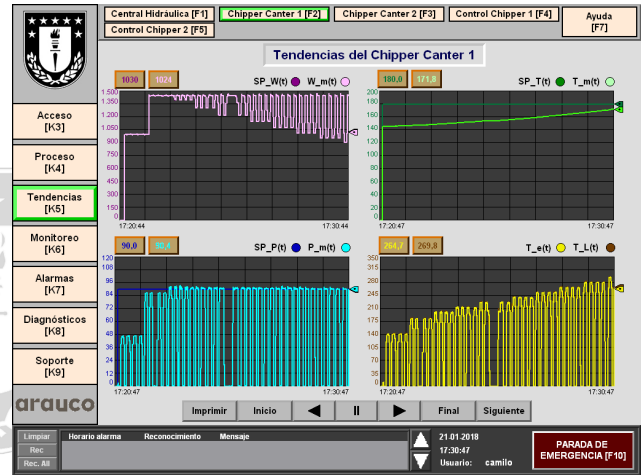 Central Hidráulica [F1]
Chipper Canter 1 [F2]
Chipper Canter 2 [F3]
Control Chipper 1 [F4]
Ayuda
[F7]
Control Chipper 2 [F5]
Tendencias del Chipper Canter 1
Acceso
[K3]
Proceso
[K4]
Tendencias
[K5]
Monitoreo
[K6]
Alarmas
[K7]
Diagnósticos
[K8]
Soporte
[K9]
arauco
1030
1024
SP_W(t)
W_m(t)
1.500
1.350
1.200
1.050
900
750
600
450
300
150
0
17:20:44
17:30:44
180,0
171,8
SP_T(t)
T_m(t)
200
180
160
140
120
100
80
60
40
20
0
17:20:47
17:30:47
90,0
SP_P(t)
P_m(t)
120
108
96
84
72
60
48
36
24
12
0
17:20:47
17:30:47
264,7
269,8
T_e(t)
T_L(t)
350
315
280
245
210
175
140
105
70
35
0
17:20:47
17:30:47
Imprimir
Inicio
Final
Siguiente
Limpiar
Rec
Rec. All
Horario alarma
Reconocimiento
Mensaje
21-01-2018
17:30:47
Usuario:
camilo
PARADA DE
EMERGENCIA [F10]